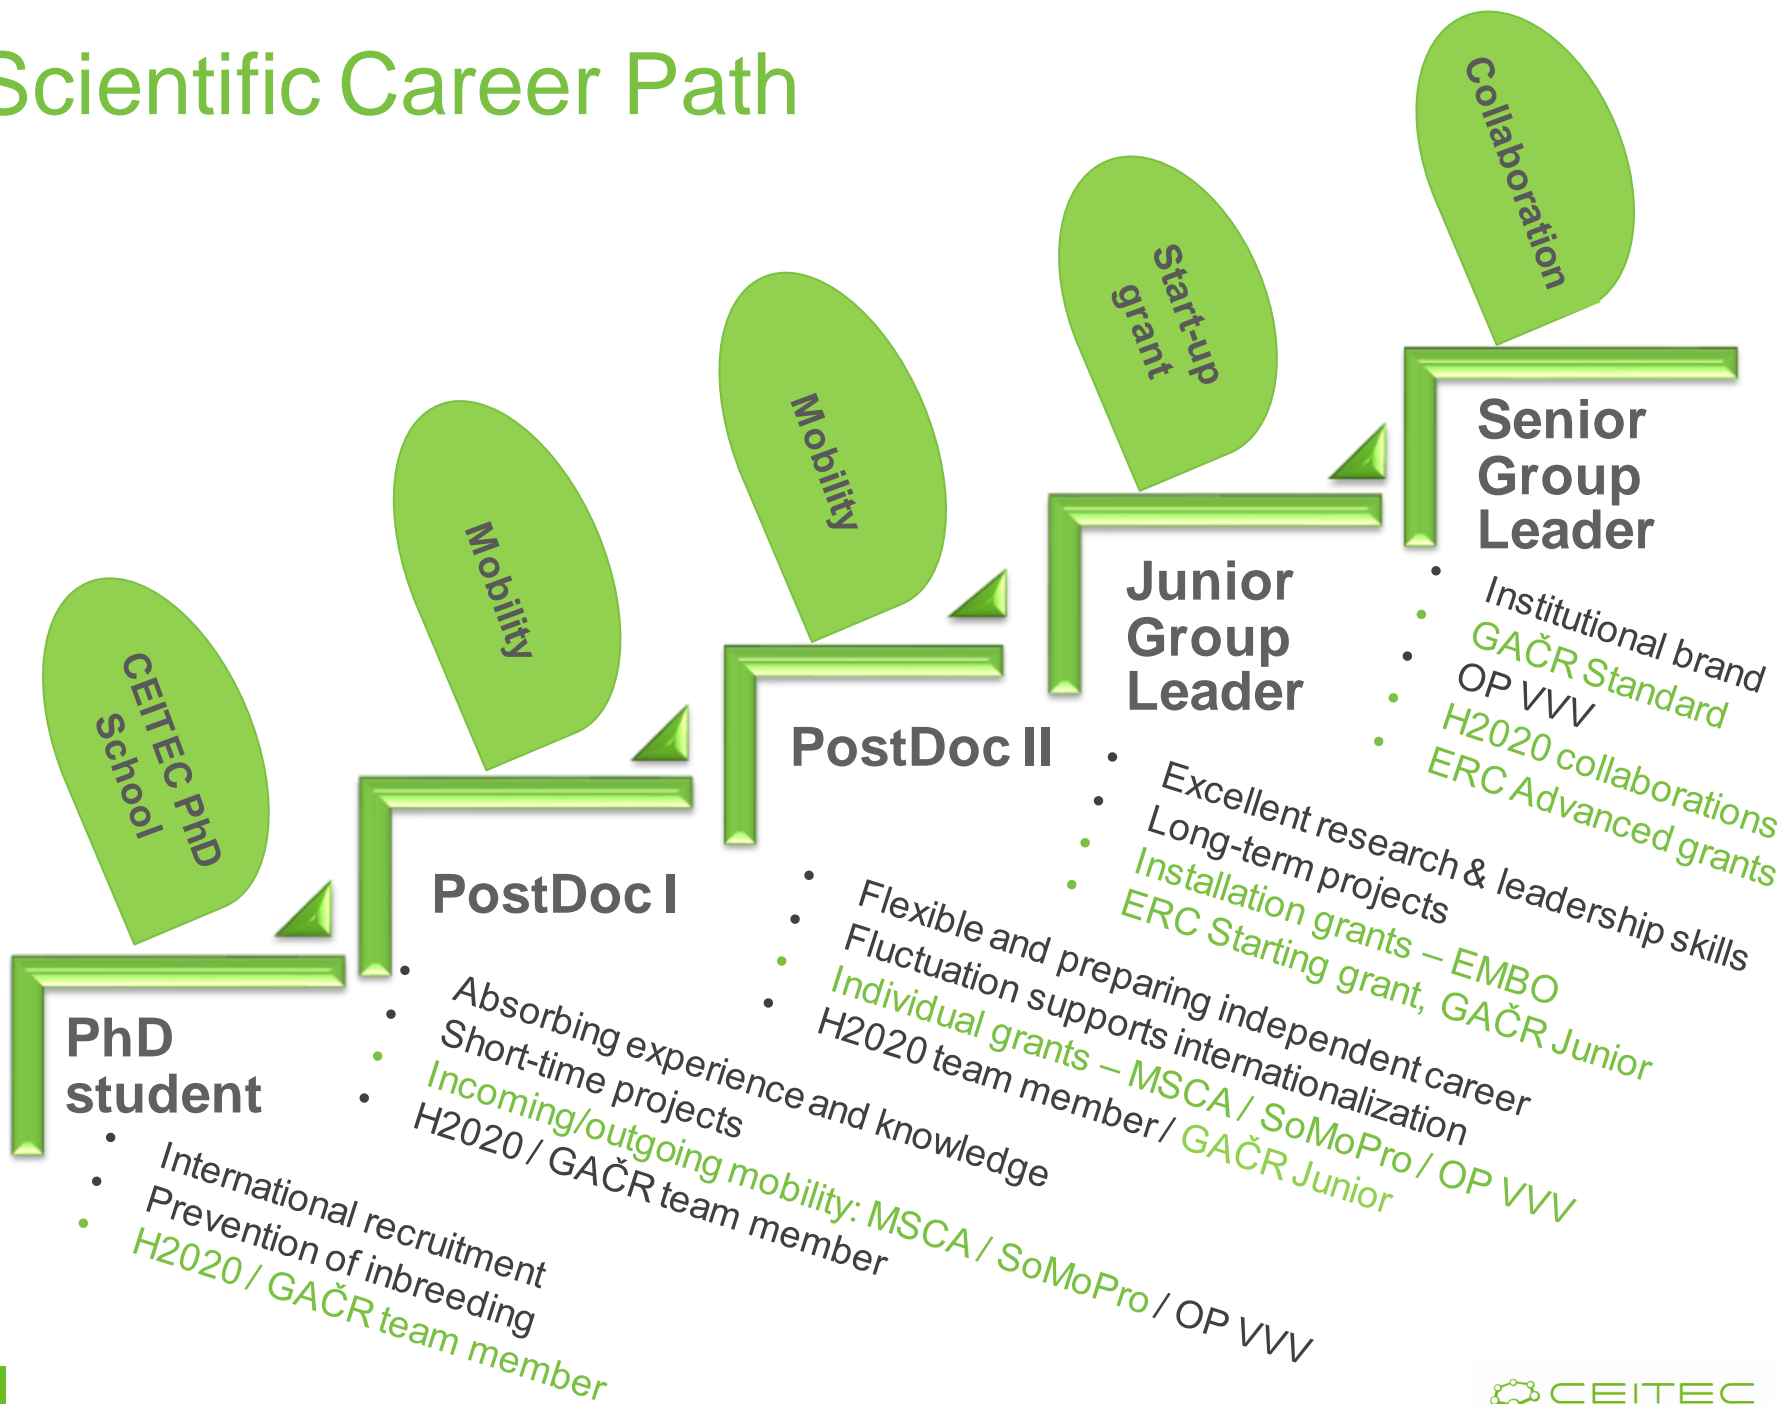 Scientific Career Path
CEITEC PhD
School
PhD
student
• International recruitment
• Prevention of inbreeding
• H2020 / GAČR team member
Mobility
PostDoc I
• Absorbing experience and knowledge
• Short-time projects
• Incoming/outgoing mobility: MSCA / SoMoPro / OP VVV
• H2020 / GAČR team member
Mobility
PostDoc II
• Flexible and preparing independent career
• Fluctuation supports internationalization
• Individual grants – MSCA / SoMoPro / OP VVV
• H2020 team member / GAČR Junior
Start-up
grant
Junior
Group
Leader
• Excellent research & leadership skills
• Long-term projects
• Installation grants – EMBO
• ERC Starting grant, GAČR Junior
Collaboration
Senior
Group
Leader
• Institutional brand
• GAČR Standard
• OP VVV
• H2020 collaborations
• ERC Advanced grants
CEITEC